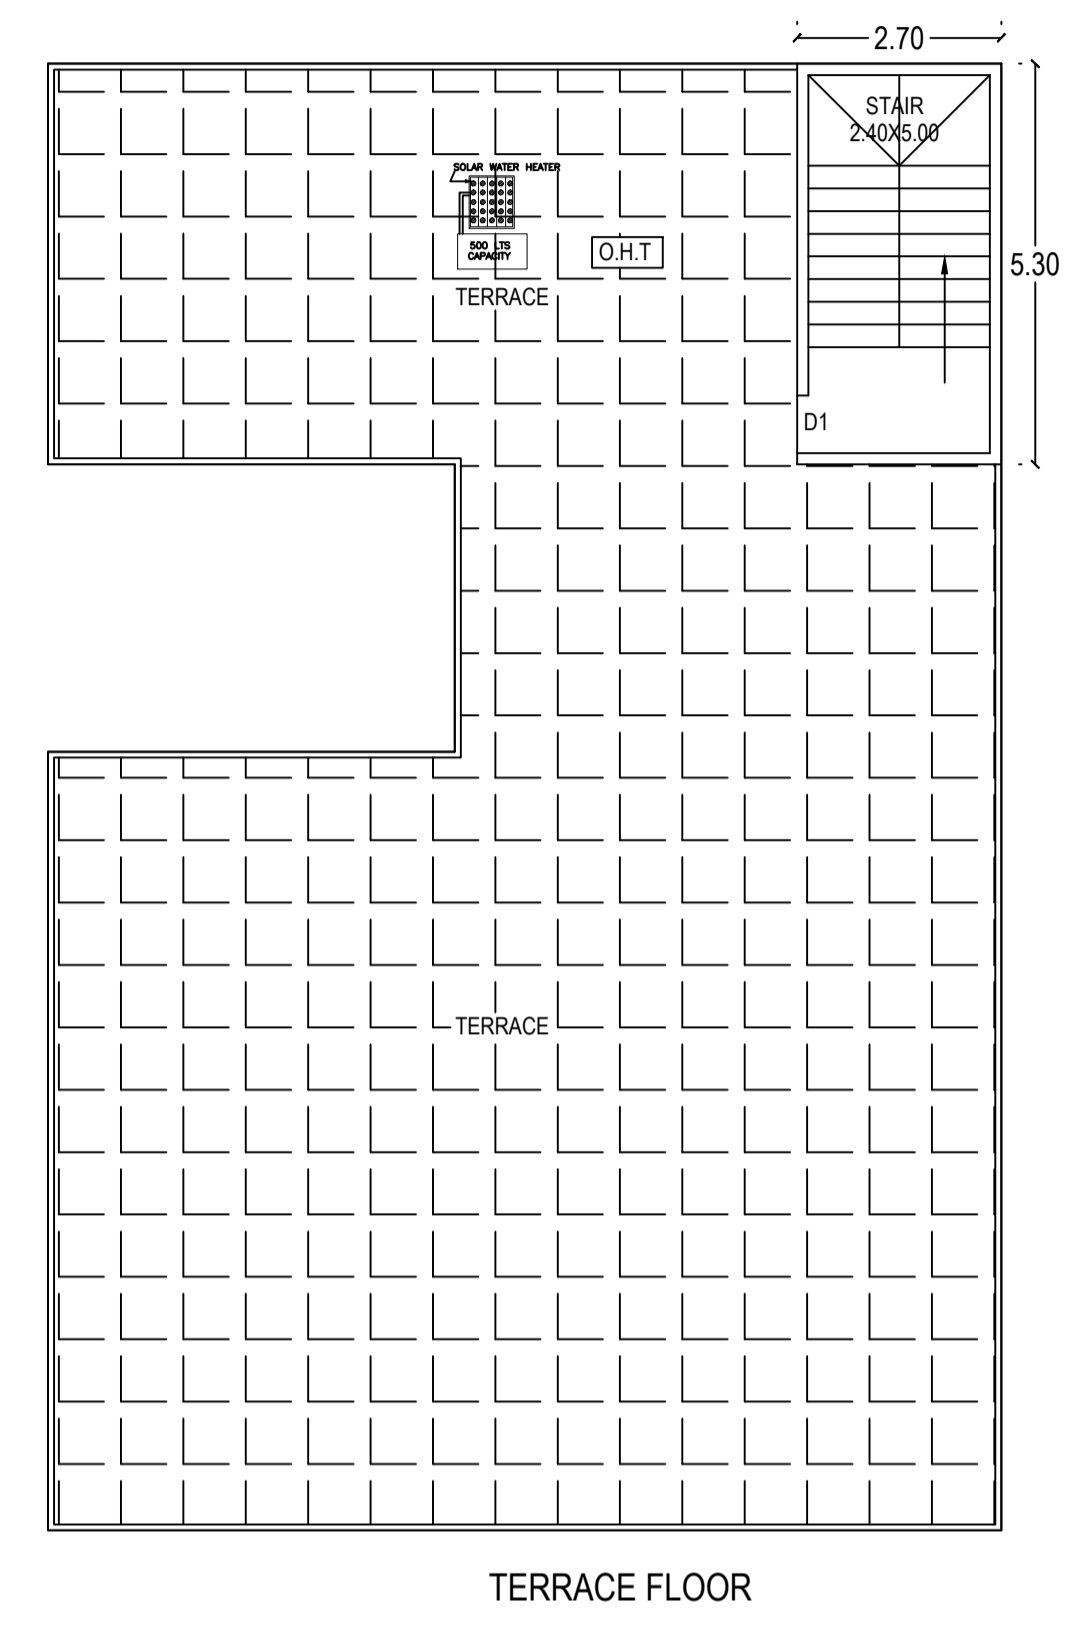 2.70
STAIR
2.40X5.00
SOLAR WATER HEATER
500 LTS
CAPACITY
O.H.T
5.30
TERRACE
D1
TERRACE
TERRACE FLOOR